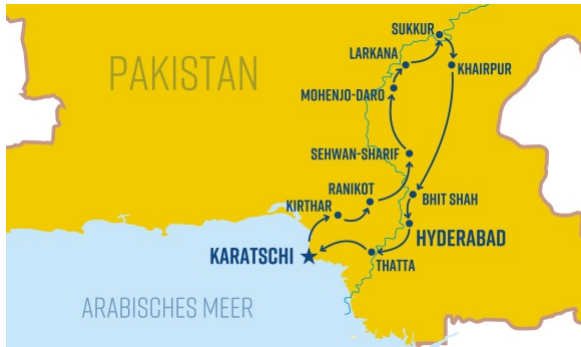 SUKKUR
LARKANA
KHAIRPUR
PAKISTAN
MOHENJO-DARO
SEHWAN-SHARIF
RANIKOT
BHIT SHAH
KIRTHAR
HYDERABAD
KARATSCHI
THATTA
ARABISCHES MEER